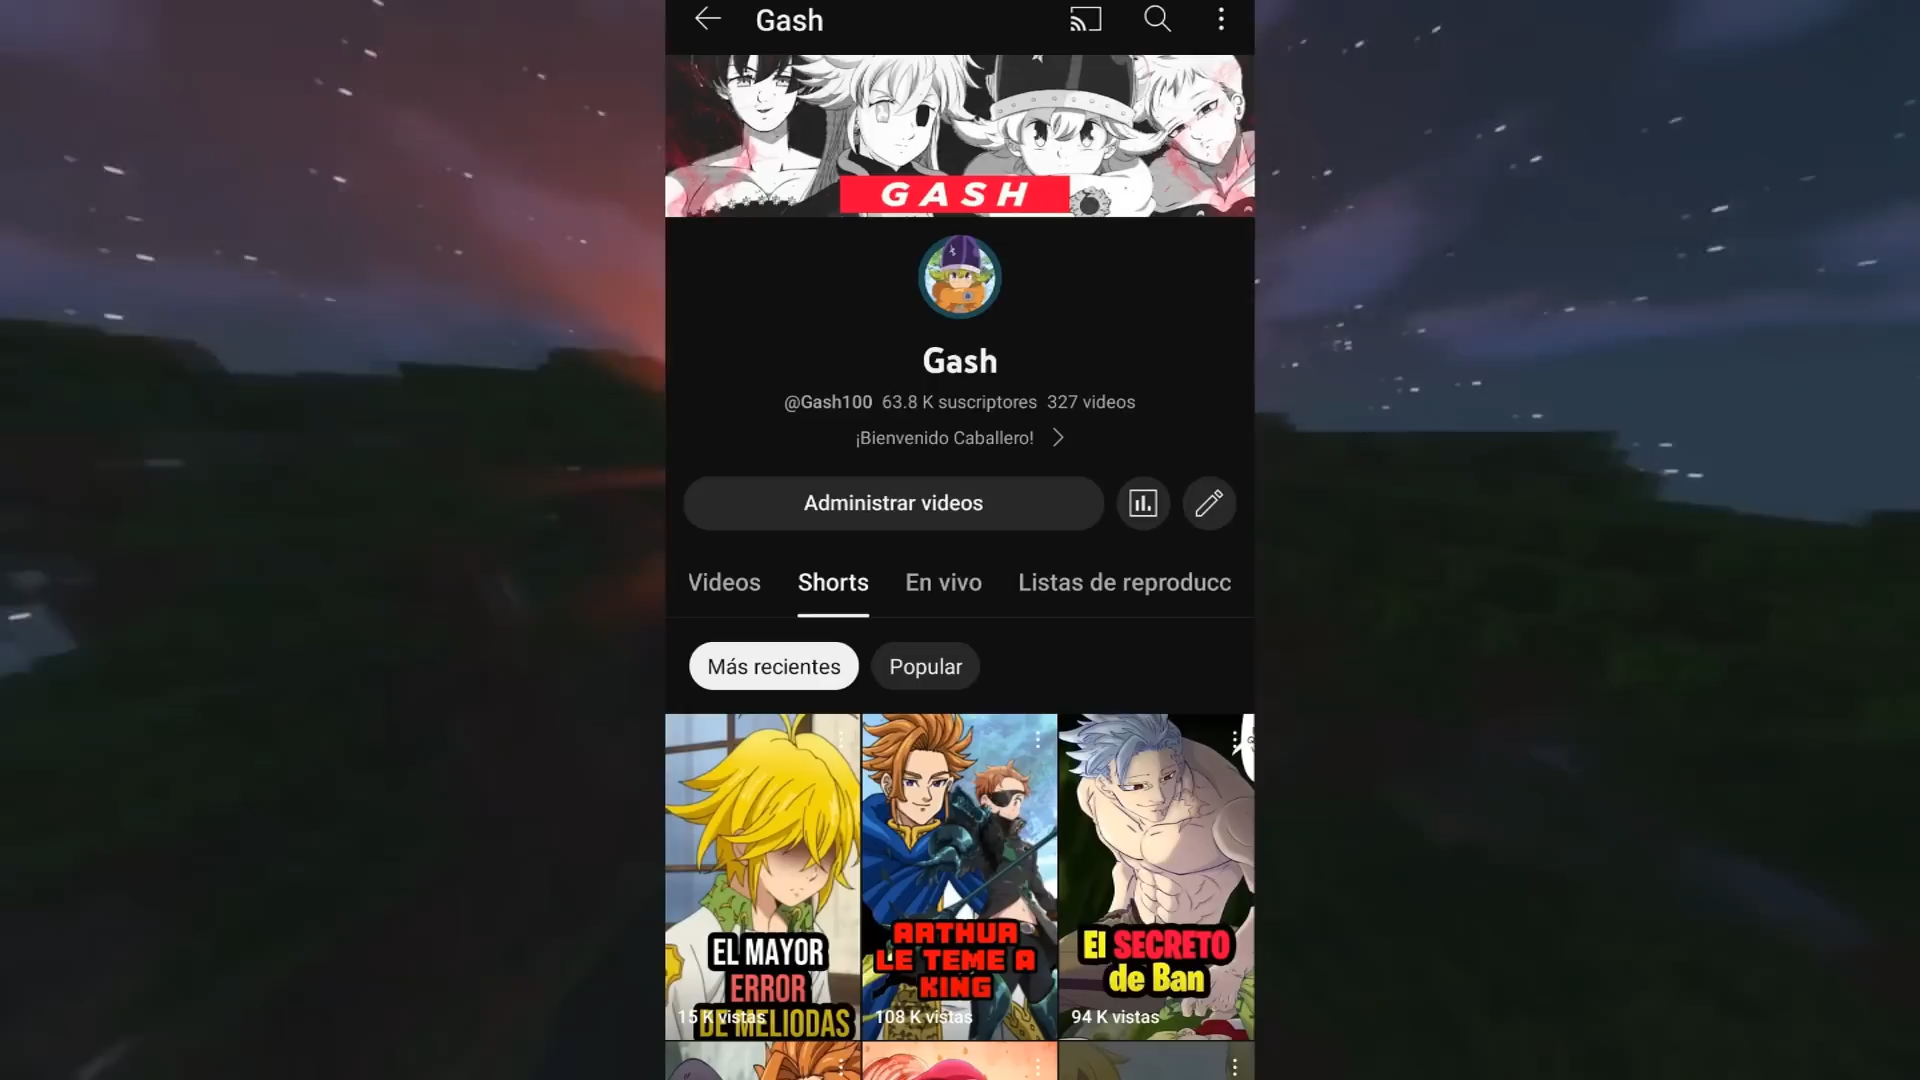 Gash
GASH
Gash
@Gash100 63.8 K suscriptores 327 videos
¡Bienvenido Caballero!
Administrar videos
Videos Shorts En vivo Listas de reproducc
Más recientes Popular
EL MAYOR
ERROR
DE MELIODAS
15 K vistas
ARTHUR
LE TEME A
KING
108 K vistas
El SECRETO
de Ban
94 K vistas